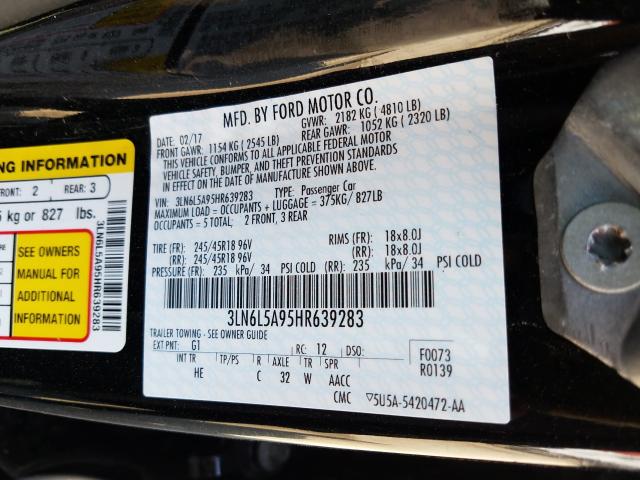 NG INFORMATION
FRONT: 2 REAR: 3
5 kg or 827 lbs.
SEE OWNERS
MANUAL FOR
ADDITIONAL
INFORMATION
3LN6L5A95HR639283
MFD. BY FORD MOTOR CO.
DATE: 02/17 GVWR: 2182 KG ( 4810 LB)
FRONT GAWR: 1154 KG ( 2545 LB) REAR GAWR: 1052 KG ( 2320 LB)
THIS VEHICLE CONFORMS TO ALL APPLICABLE FEDERAL MOTOR
VEHICLE SAFETY, BUMPER, AND THEFT PREVENTION STANDARDS
IN EFFECT ON THE DATE OF MANUFACTURE SHOWN ABOVE.
VIN: 3LN6L5A95HR639283 TYPE: Passenger Car
MAXIMUM LOAD = OCCUPANTS + LUGGAGE = 375KG/ 827LB
OCCUPANTS = 5 TOTAL; 2 FRONT, 3 REAR
TIRE (FR): 245/45R18 96V RIMS (FR): 18x8.0J
(RR): 245/45R18 96V (RR): 18x8.0J
PRESSURE (FR): 235 kPa/ 34 PSI COLD (RR): 235 kPa/ 34 PSI COLD
3LN6L5A95HR639283
TRAILER TOWING - SEE OWNER GUIDE
EXT PNT: G1 RC: 12 DSO: F0073
INT TR TP/PS R AXLE TR SPR R0139
HE C 32 W AACC
CMC ▽5U5A-5420472-AA